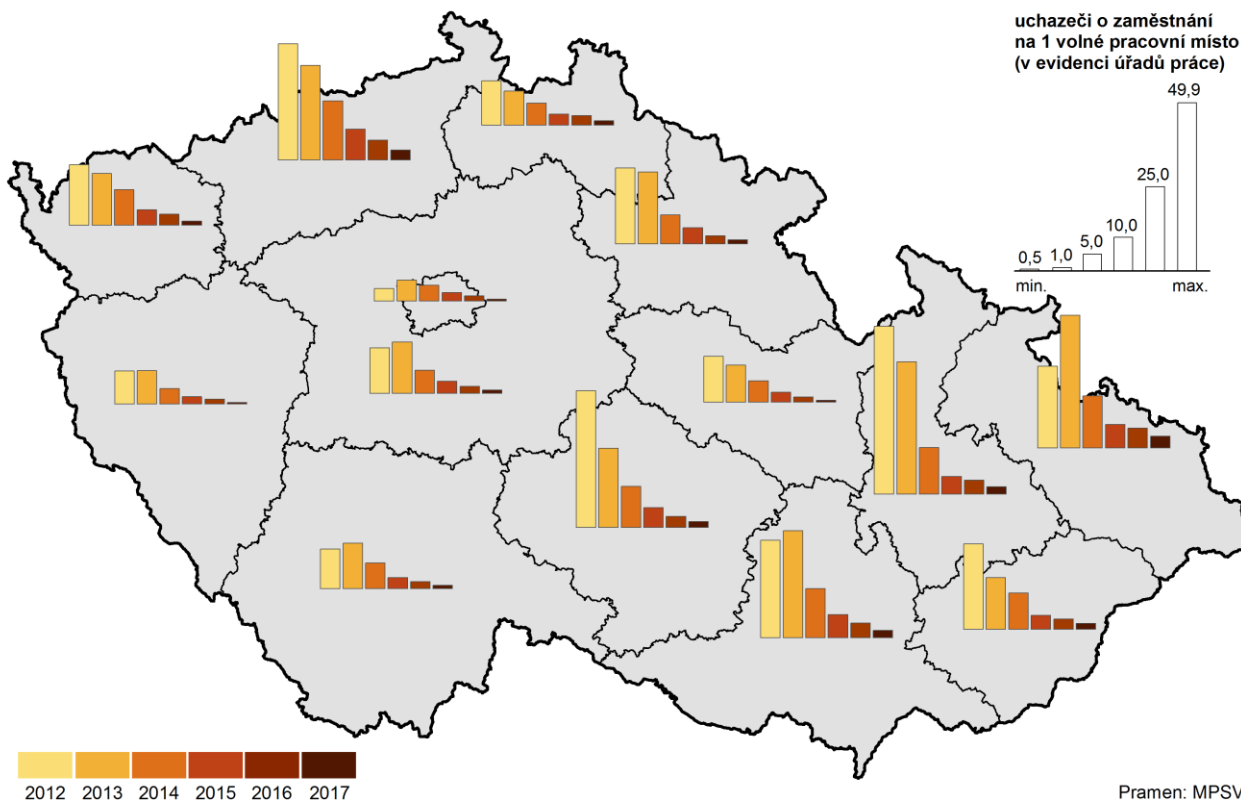 uchazeči o zaměstnání
na 1 volné pracovní místo
(v evidenci úřadů práce)
49,9
25,0
10,0
5,0
0,5 1,0
min. max.
2012 2013 2014 2015 2016 2017
Pramen: MPSV